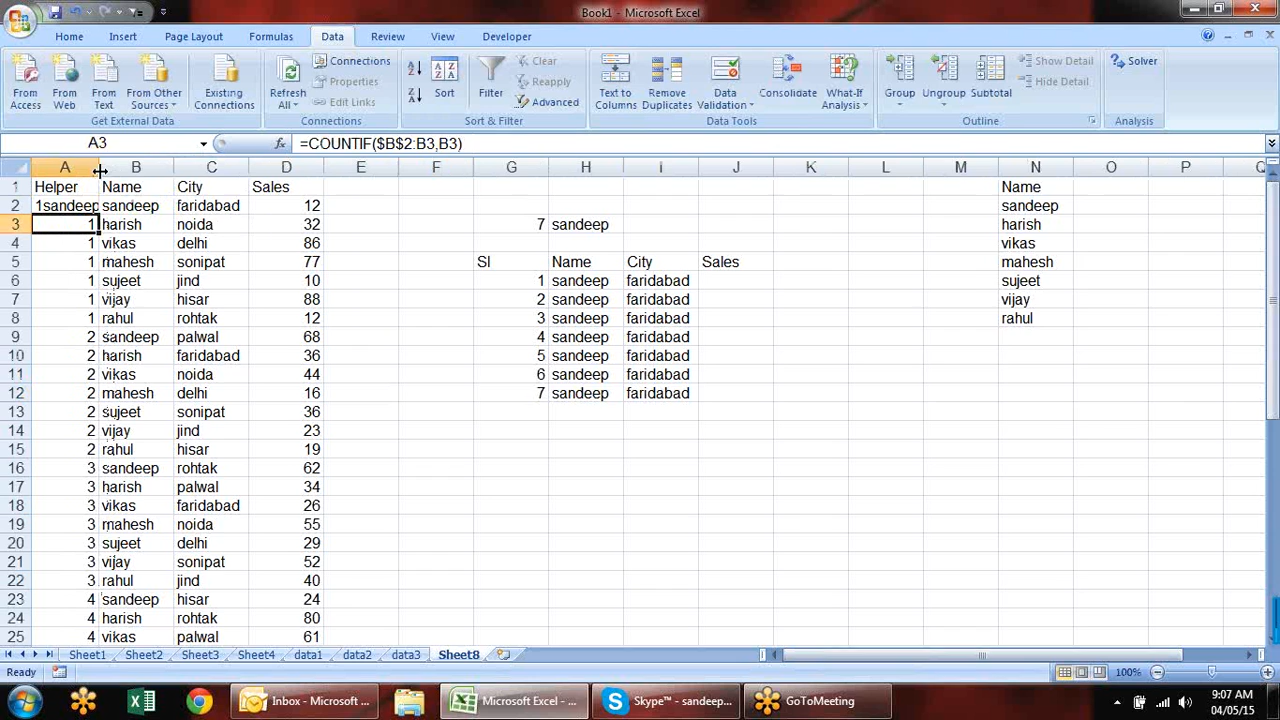 Book1 - Microsoft Excel
Home Insert Page Layout Formulas Data Review View Developer
From Access From Web From Text From Other Sources Existing Connections Refresh All Connections Properties Edit Links Sort Filter Clear Reapply Advanced Text to Columns Remove Duplicates Data Validation Consolidate What-If Analysis Group Ungroup Subtotal Show Detail Hide Detail Solver
Get External Data Connections Sort & Filter Data Tools Outline Analysis
A3 fx =COUNTIF($B$2:B3,B3)
A B C D E F G H I J K L M N O P Q
1 Helper Name City Sales Name
2 1sandeep sandeep faridabad 12 sandeep
3 1 harish noida 32 7 sandeep harish
4 1 vikas delhi 86 vikas
5 1 mahesh sonipat 77 Sl Name City Sales mahesh
6 1 sujeet jind 10 1 sandeep faridabad sujeet
7 1 vijay hisar 88 2 sandeep faridabad vijay
8 1 rahul rohtak 12 3 sandeep faridabad rahul
9 2 sandeep palwal 68 4 sandeep faridabad
10 2 harish faridabad 36 5 sandeep faridabad
11 2 vikas noida 44 6 sandeep faridabad
12 2 mahesh delhi 16 7 sandeep faridabad
13 2 sujeet sonipat 36
14 2 vijay jind 23
15 2 rahul hisar 19
16 3 sandeep rohtak 62
17 3 harish palwal 34
18 3 vikas faridabad 26
19 3 mahesh noida 55
20 3 sujeet delhi 29
21 3 vijay sonipat 52
22 3 rahul jind 40
23 4 sandeep hisar 24
24 4 harish rohtak 80
25 4 vikas palwal 61
Sheet1 Sheet2 Sheet3 Sheet4 data1 data2 data3 Sheet8
Ready 100%
Inbox - Microsoft ... Microsoft Excel - ... Skype™ - sandeep... GoToMeeting 9:07 AM
04/05/15